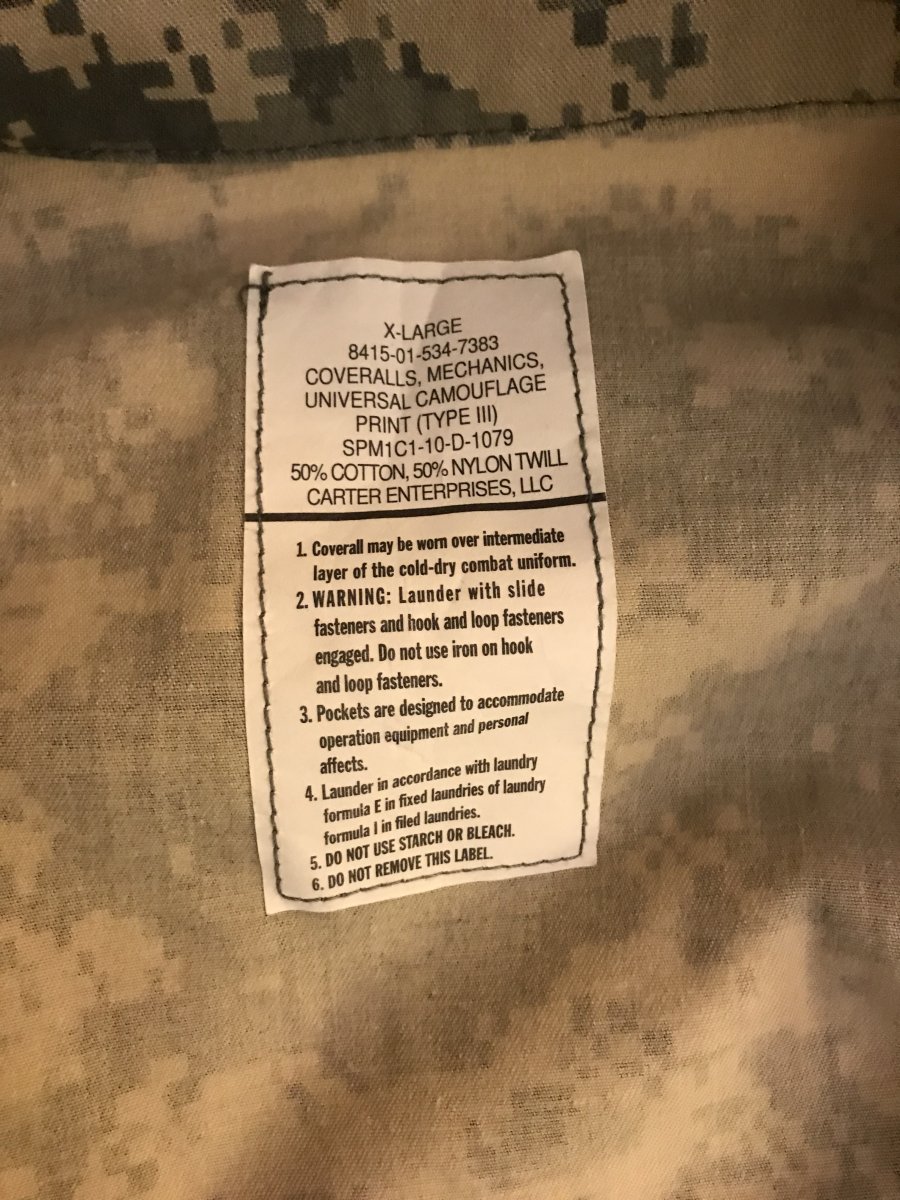 X-LARGE
8415-01-534-7383
COVERALLS, MECHANICS,
UNIVERSAL CAMOUFLAGE
PRINT (TYPE III)
SPM1C1-10-D-1079
50% COTTON, 50% NYLON TWILL
CARTER ENTERPRISES, LLC
1. Coverall may be worn over intermediate
layer of the cold-dry combat uniform.
2. WARNING: Launder with slide
fasteners and hook and loop fasteners
engaged. Do not use iron on hook
and loop fasteners.
3. Pockets are designed to accommodate
operation equipment and personal
affects.
4. Launder in accordance with laundry
formula E in fixed laundries of laundry
formula I in filed laundries.
5. DO NOT USE STARCH OR BLEACH.
6. DO NOT REMOVE THIS LABEL.